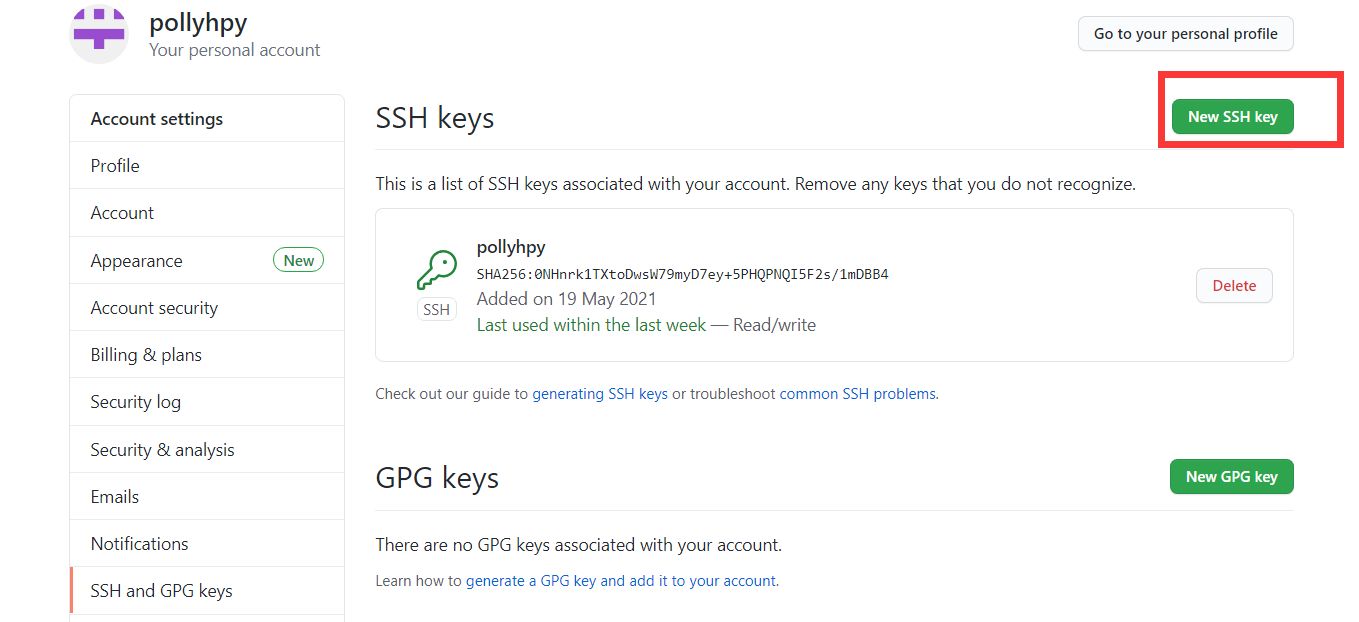 pollyhpy
Your personal account
Go to your personal profile
Account settings
Profile
Account
Appearance New
Account security
Billing & plans
Security log
Security & analysis
Emails
Notifications
SSH and GPG keys
SSH keys
New SSH key
This is a list of SSH keys associated with your account. Remove any keys that you do not recognize.
SSH
pollyhpy
SHA256:0NHnrk1TXtoDwsW79myD7ey+5PHQPNQI5F2s/1mDBB4
Added on 19 May 2021
Last used within the last week — Read/write
Delete
Check out our guide to generating SSH keys or troubleshoot common SSH problems.
GPG keys
New GPG key
There are no GPG keys associated with your account.
Learn how to generate a GPG key and add it to your account.